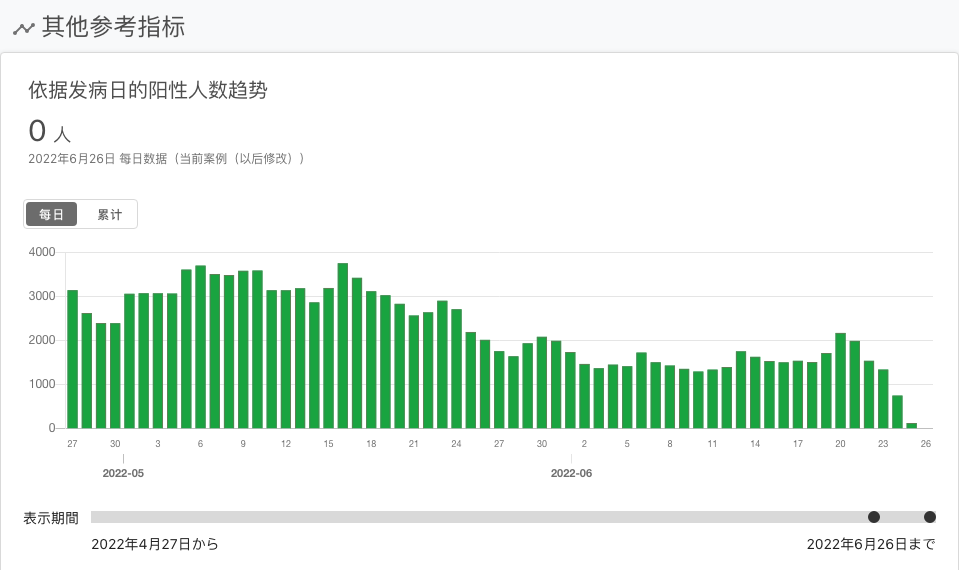 其他参考指标
依据发病日的阳性人数趋势
0 人
2022年6月26日 每日数据（当前案例（以后修改））
每日 累计
4000
3000
2000
1000
0
27 30 3 6 9 12 15 18 21 24 27 30 2 5 8 11 14 17 20 23 26
2022-05 2022-06
表示期間
2022年4月27日から 2022年6月26日まで